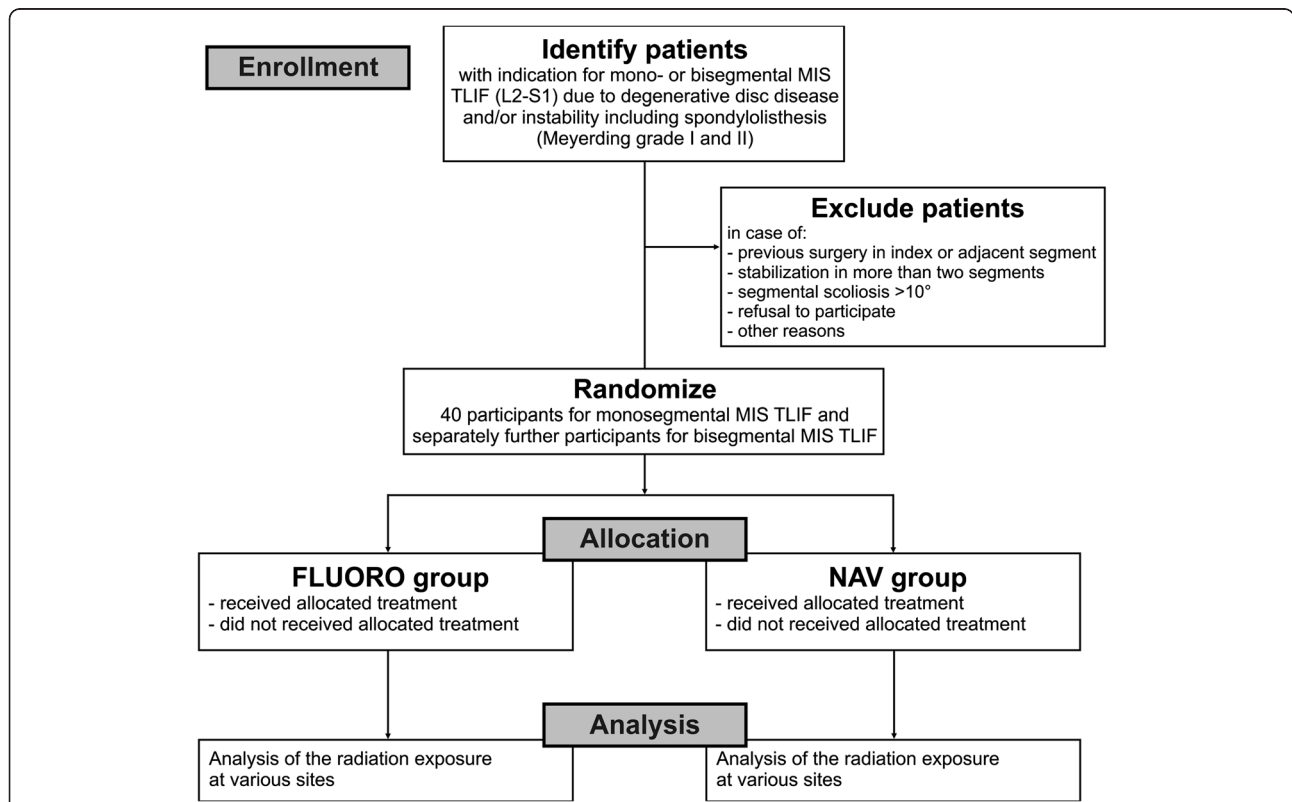 Enrollment
Identify patients
with indication for mono- or bisegmental MIS
TLIF (L2-S1) due to degenerative disc disease
and/or instability including spondylolisthesis
(Meyerding grade I and II)
Exclude patients
in case of:
- previous surgery in index or adjacent segment
- stabilization in more than two segments
- segmental scoliosis >10°
- refusal to participate
- other reasons
Randomize
40 participants for monosegmental MIS TLIF and
separately further participants for bisegmental MIS TLIF
Allocation
FLUORO group
- received allocated treatment
- did not received allocated treatment
NAV group
- received allocated treatment
- did not received allocated treatment
Analysis
Analysis of the radiation exposure
at various sites
Analysis of the radiation exposure
at various sites